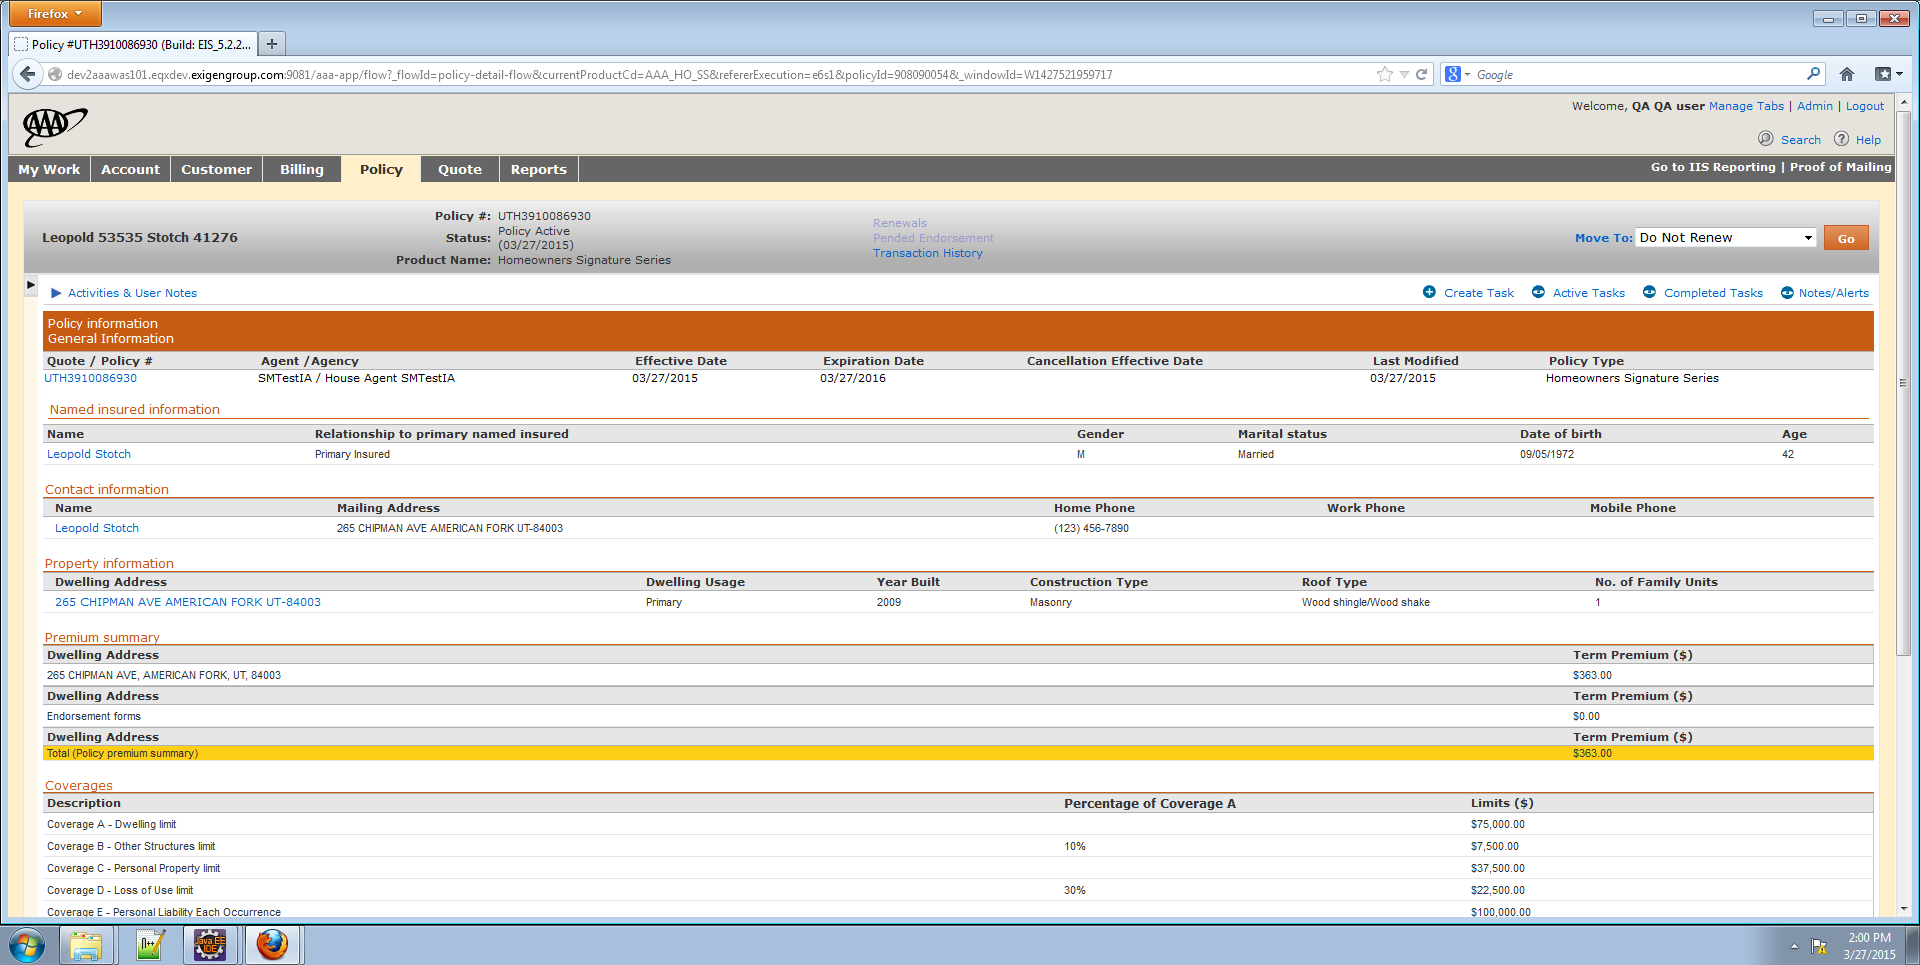 Firefox
Policy #UTH3910086930 (Build: EIS_5.2.2...
dev2aaawas101.eqxdev.exigengroup.com:9081/aaa-app/flow?_flowId=policy-detail-flow&currentProductCd=AAA_HO_SS&refererExecution=e6s1&policyId=908090054&_windowId=W1427521959717
Google
AAA
Welcome, QA QA user Manage Tabs | Admin | Logout
Search Help
My Work Account Customer Billing Policy Quote Reports Go to IIS Reporting | Proof of Mailing
Leopold 53535 Stotch 41276
Policy #: UTH3910086930
Status: Policy Active
(03/27/2015)
Product Name: Homeowners Signature Series
Renewals
Pended Endorsement
Transaction History
Move To: Do Not Renew Go
Activities & User Notes Create Task Active Tasks Completed Tasks Notes/Alerts
Policy information
General Information
Quote / Policy # Agent /Agency Effective Date Expiration Date Cancellation Effective Date Last Modified Policy Type
UTH3910086930 SMTestIA / House Agent SMTestIA 03/27/2015 03/27/2016 03/27/2015 Homeowners Signature Series
Named insured information
Name Relationship to primary named insured Gender Marital status Date of birth Age
Leopold Stotch Primary Insured M Married 09/05/1972 42
Contact information
Name Mailing Address Home Phone Work Phone Mobile Phone
Leopold Stotch 265 CHIPMAN AVE AMERICAN FORK UT-84003 (123) 456-7890
Property information
Dwelling Address Dwelling Usage Year Built Construction Type Roof Type No. of Family Units
265 CHIPMAN AVE AMERICAN FORK UT-84003 Primary 2009 Masonry Wood shingle/Wood shake 1
Premium summary
Dwelling Address Term Premium ($)
265 CHIPMAN AVE, AMERICAN FORK, UT, 84003 $363.00
Dwelling Address Term Premium ($)
Endorsement forms $0.00
Dwelling Address Term Premium ($)
Total (Policy premium summary) $363.00
Coverages
Description Percentage of Coverage A Limits ($)
Coverage A - Dwelling limit $75,000.00
Coverage B - Other Structures limit 10% $7,500.00
Coverage C - Personal Property limit $37,500.00
Coverage D - Loss of Use limit 30% $22,500.00
Coverage E - Personal Liability Each Occurrence $100,000.00
Java EE
IDE
2:00 PM
3/27/2015